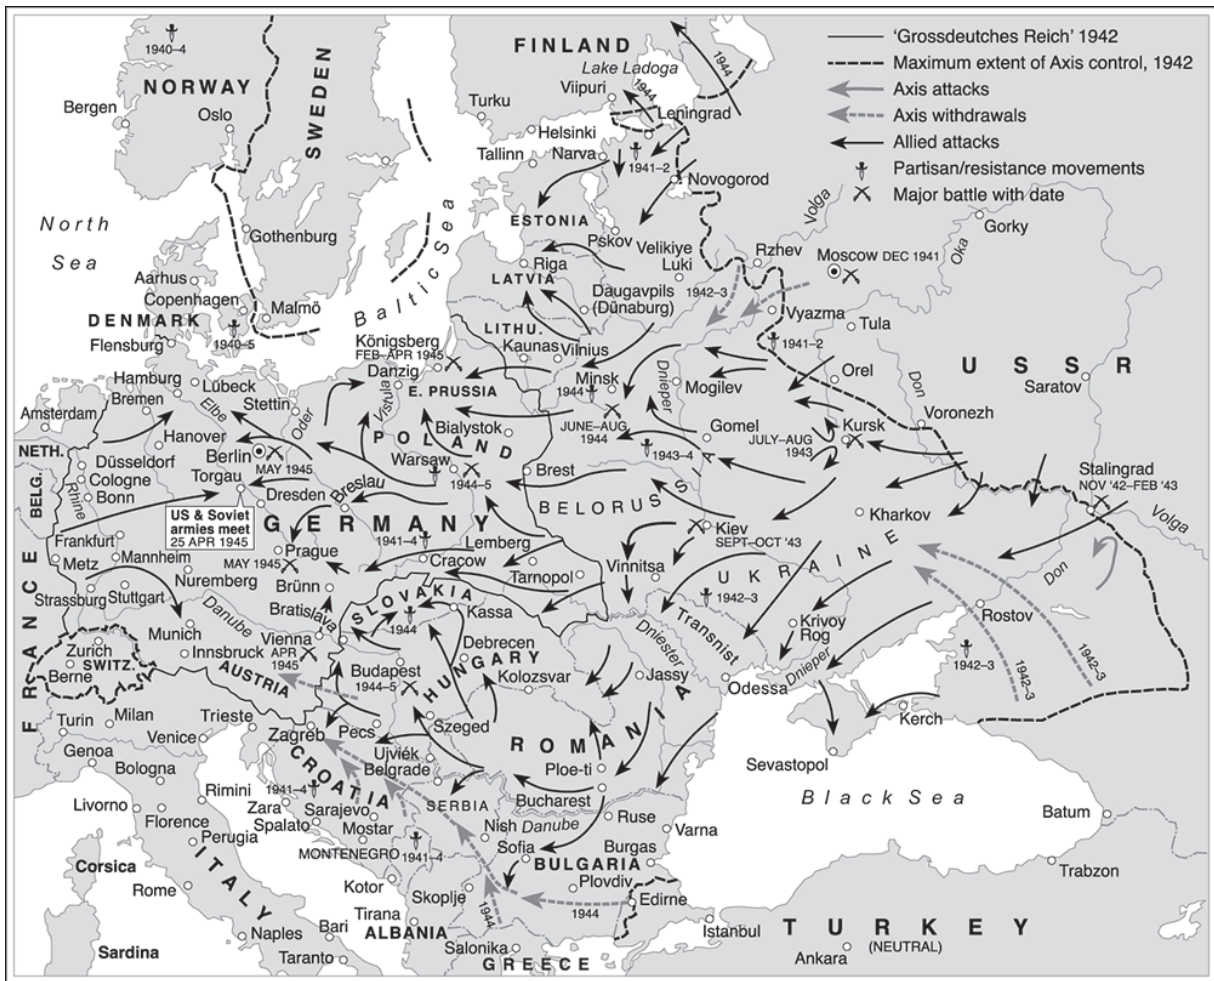 'Grossdeutches Reich' 1942
Maximum extent of Axis control, 1942
Axis attacks
Axis withdrawals
Allied attacks
Partisan/resistance movements
Major battle with date
1940–4
NORWAY
SWEDEN
FINLAND
Lake Ladoga
1944
1944
Viipuri
Leningrad
Bergen
Oslo
Turku
Helsinki
Tallinn
Narva
1941–2
Novogorod
Volga
Gorky
Oka
North
Sea
Gothenburg
Baltic Sea
ESTONIA
Pskov
Velikiye
Luki
Rzhev
Moscow DEC 1941
Riga
LATVIA
1942–3
Aarhus
Copenhagen
Malmö
DENMARK
1940–5
Flensburg
Daugavpils
(Dünaburg)
Vyazma
Tula
LITHU.
Kaunas
Vilnius
1941–2
USSR
Königsberg
FEB–APR 1945
Danzig
E. PRUSSIA
Minsk
1944
Dnieper
Mogilev
Orel
Don
Saratov
Hamburg
Lübeck
Bremen
Elbe
Stettin
Oder
Vistula
Amsterdam
Voronezh
JUNE–AUG
1944
Gomel
JULY–AUG
1943
Kursk
POLAND
Bialystok
Hanover
NETH.
Düsseldorf
Cologne
Bonn
Rhine
BELG.
Berlin
MAY 1945
Torgau
Warsaw
1944–5
Brest
1943–4
Stalingrad
NOV '42–FEB '43
Volga
Dresden
Breslau
BELORUSSIA
US & Soviet
armies meet
25 APR 1945
GERMANY
1941–4
Kharkov
Kiev
SEPT–OCT '43
Frankfurt
Metz
Mannheim
Nuremberg
Prague
MAY 1945
Lemberg
Cracow
Tarnopol
Vinnitsa
UKRAINE
1942–3
Don
Rostov
Strassburg
Stuttgart
Brünn
Bratislava
SLOVAKIA
1944
Kassa
Transnist
Krivoy
Rog
FRANCE
Danube
Munich
Vienna
APR
1945
Debrecen
Dniester
Dnieper
1942–3
1942–3
1942–3
Zurich
SWITZ.
Berne
Innsbruck
AUSTRIA
Budapest
1944–5
HUNGARY
Kolozsvar
Jassy
Odessa
Kerch
Turin
Milan
Trieste
Venice
Zagreb
Pecs
Szeged
ROMANIA
Sevastopol
Genoa
Bologna
CROATIA
Ujviék
Belgrade
Ploe-ti
Black Sea
Livorno
Rimini
1941–4
Zara
Sarajevo
SERBIA
Bucharest
Batum
Florence
Spalato
Mostar
Nish
Danube
Ruse
Varna
Perugia
MONTENEGRO
1941–4
Sofia
BULGARIA
Burgas
Corsica
ITALY
Kotor
Skoplje
Plovdiv
Trabzon
Rome
1944
1944
Edirne
Tirana
ALBANIA
Istanbul
TURKEY
(NEUTRAL)
Naples
Bari
Sardina
Taranto
Salonika
GREECE
Ankara